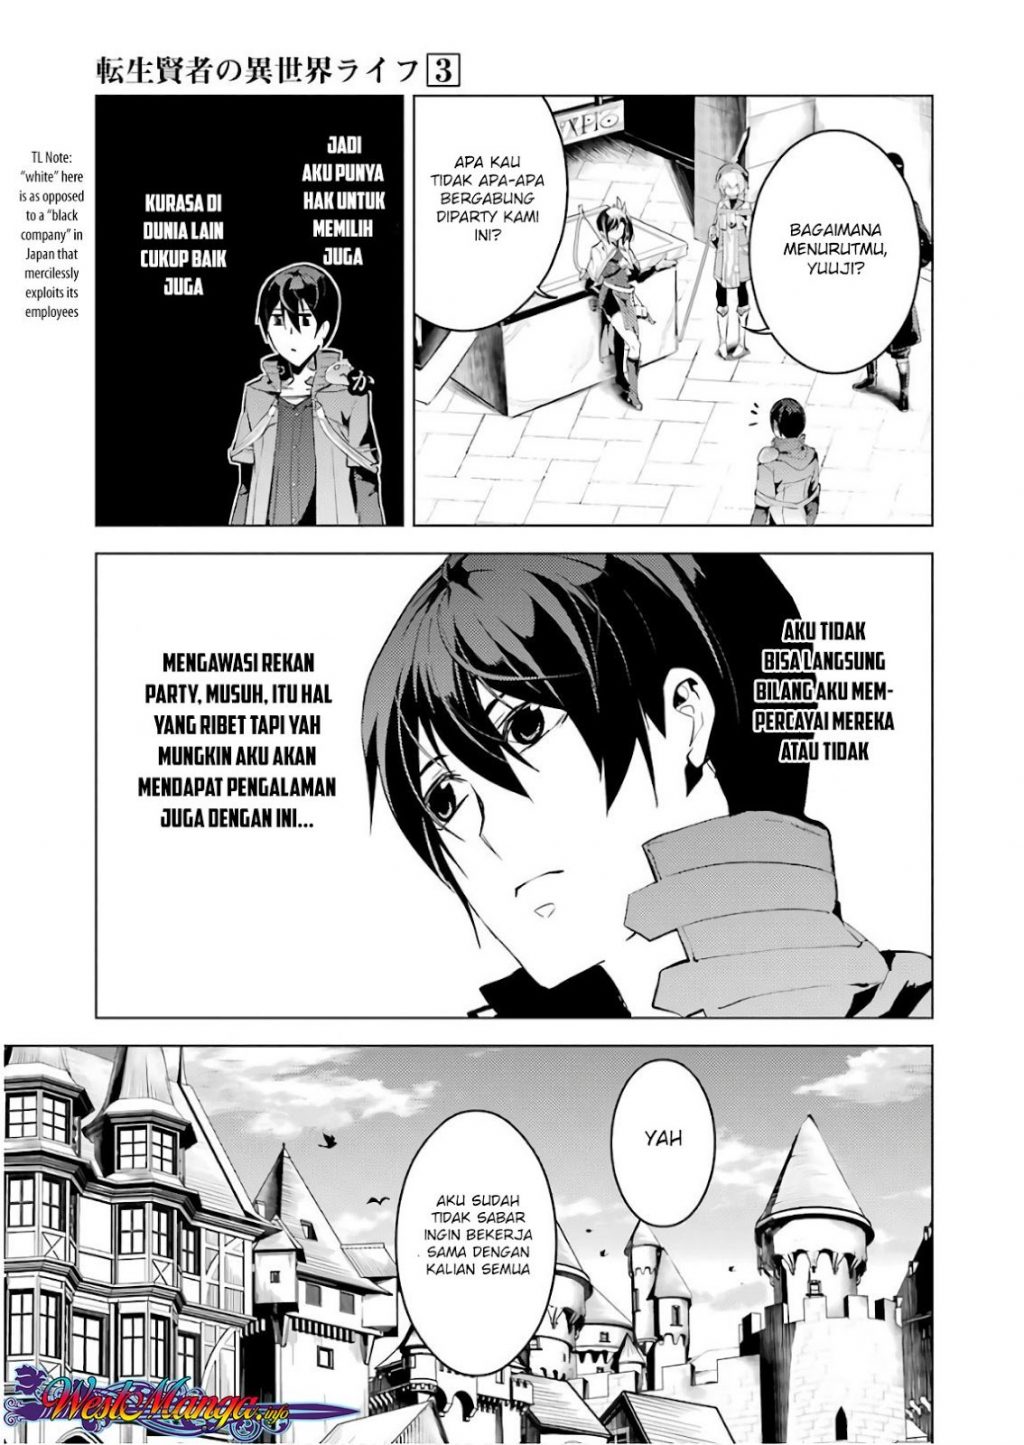 転生賢者の異世界ライフ 3
BAGAIMANA
MENURUTMU,
YUUJI?
APA KAU
TIDAK APA-APA
BERGABUNG
DIPARTY KAMI
INI?
JADI
AKU PUNYA
HAK UNTUK
MEMILIH
JUGA
KURASA DI
DUNIA LAIN
CUKUP BAIK
JUGA
か
TL Note:
"white" here
is as opposed
to a "black
company" in
Japan that
mercilessly
exploits its
employees
AKU TIDAK
BISA LANGSUNG
BILANG AKU MEM-
PERCAYAI MEREKA
ATAU TIDAK
MENGAWASI REKAN
PARTY, MUSUH, ITU HAL
YANG RIBET TAPI YAH
MUNGKIN AKU AKAN
MENDAPAT PENGALAMAN
JUGA DENGAN INI...
YAH
AKU SUDAH
TIDAK SABAR
INGIN BEKERJA
SAMA DENGAN
KALIAN SEMUA
WestManga.info